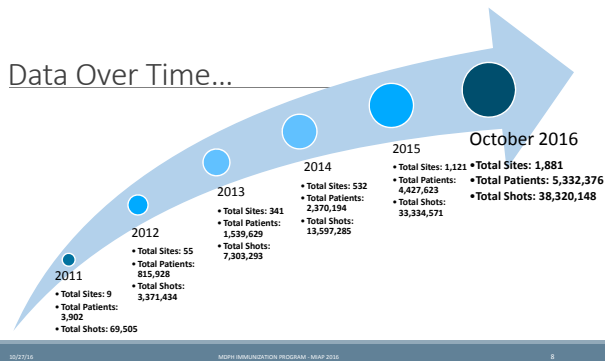 Data Over Time...
2011
• Total Sites: 9
• Total Patients:
3,902
• Total Shots: 69,505
2012
• Total Sites: 55
• Total Patients:
815,928
• Total Shots:
3,371,434
2013
• Total Sites: 341
• Total Patients:
1,539,629
• Total Shots:
7,303,293
2014
• Total Sites: 532
• Total Patients:
2,370,194
• Total Shots:
13,597,285
2015
• Total Sites: 1,121
• Total Patients:
4,427,623
• Total Shots:
33,334,571
October 2016
•Total Sites: 1,881
•Total Patients: 5,332,376
•Total Shots: 38,320,148
10/27/16
MDPH IMMUNIZATION PROGRAM - MIAP 2016
8